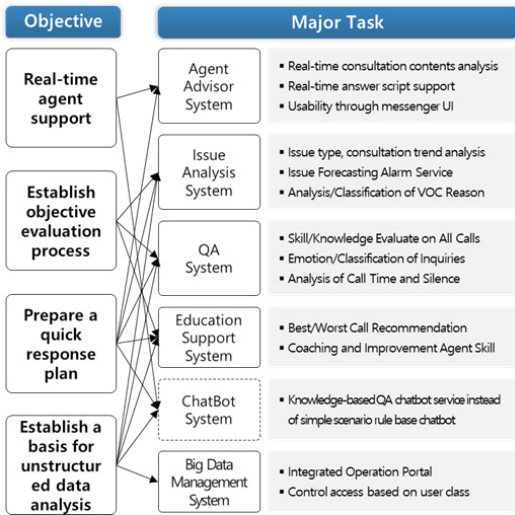 Objective
Major Task
Real-time
agent
support
Establish
objective
evaluation
process
Prepare a
quick
response
plan
Establish a
basis for
unstructur
ed data
analysis
Agent
Advisor
System
▪ Real-time consultation contents analysis
▪ Real-time answer script support
▪ Usability through messenger UI
Issue
Analysis
System
▪ Issue type, consultation trend analysis
▪ Issue Forecasting Alarm Service
▪ Analysis/Classification of VOC Reason
QA
System
▪ Skill/Knowledge Evaluate on All Calls
▪ Emotion/Classification of Inquiries
▪ Analysis of Call Time and Silence
Education
Support
System
▪ Best/Worst Call Recommendation
▪ Coaching and Improvement Agent Skill
ChatBot
System
▪ Knowledge-based QA chatbot service instead
of simple scenario rule base chatbot
Big Data
Management
System
▪ Integrated Operation Portal
▪ Control access based on user class